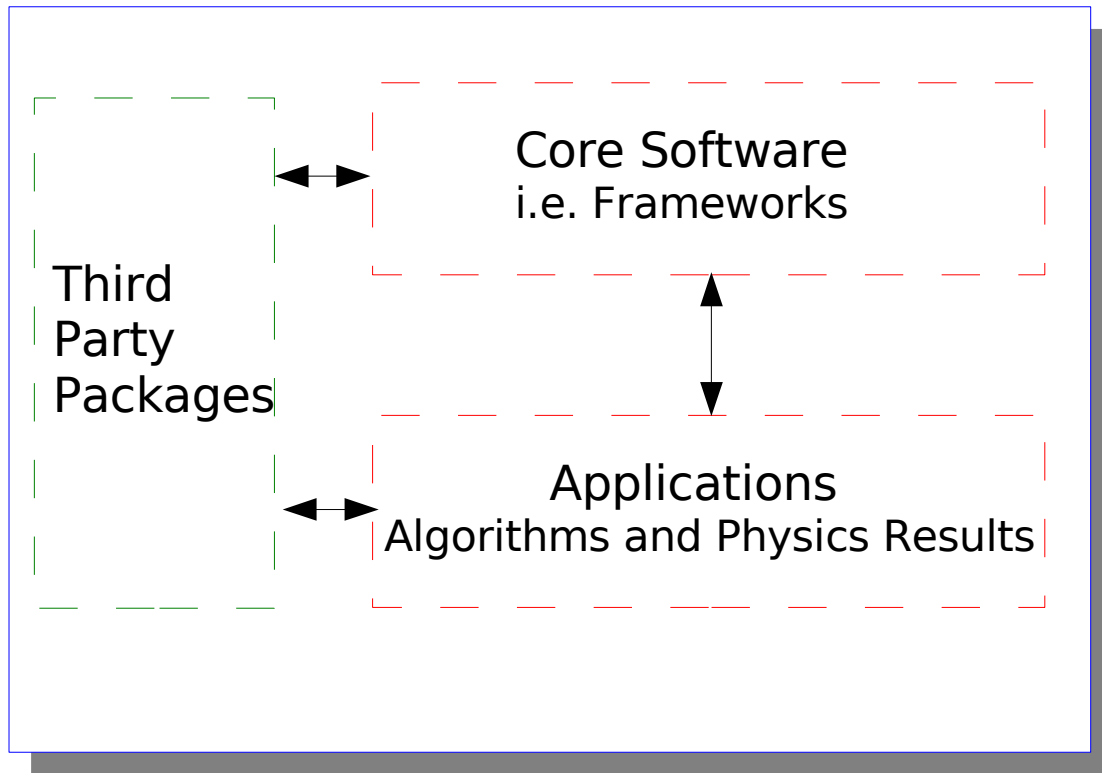 Core Software
i.e. Frameworks
Third
Party
Packages
Applications
Algorithms and Physics Results